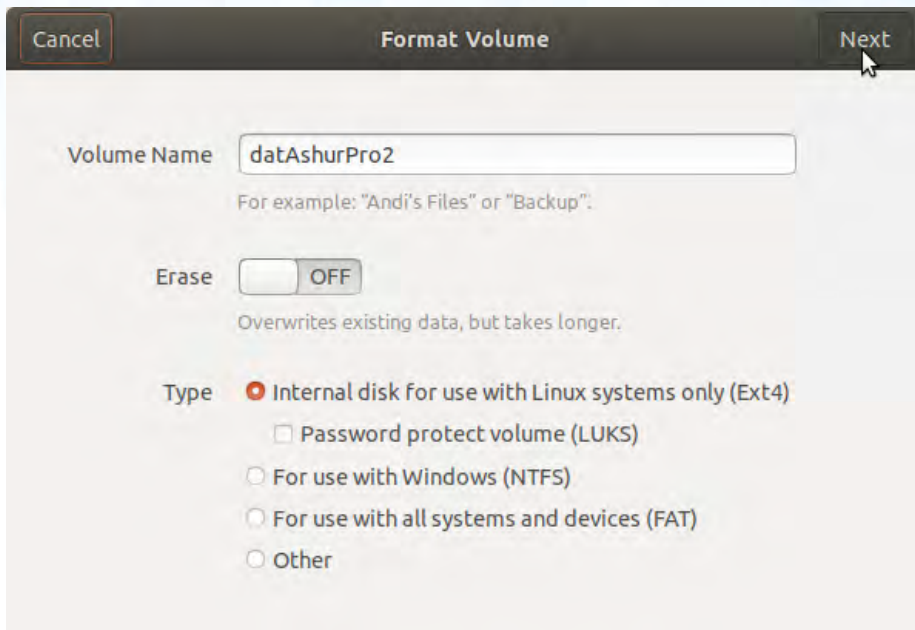 Cancel Format Volume Next
Volume Name datAshurPro2
For example: "Andi's Files" or "Backup".
Erase OFF
Overwrites existing data, but takes longer.
Type Internal disk for use with Linux systems only (Ext4)
Password protect volume (LUKS)
For use with Windows (NTFS)
For use with all systems and devices (FAT)
Other